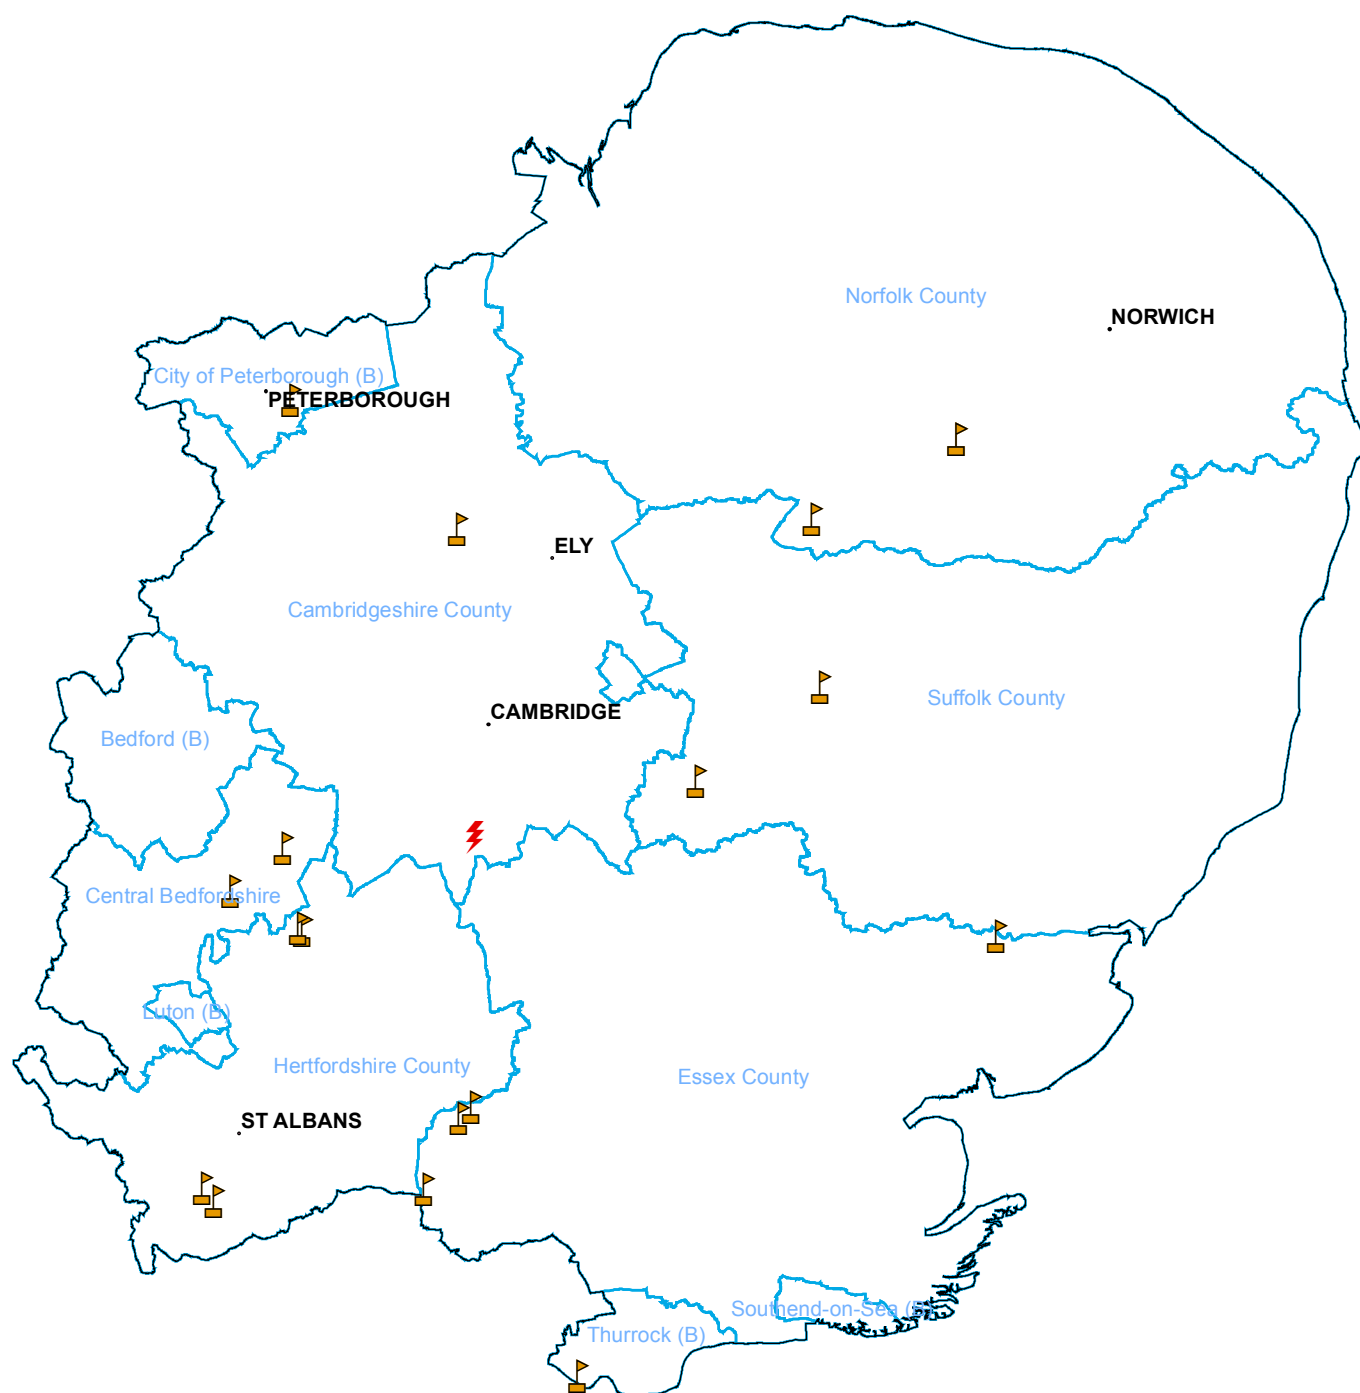 Norfolk County
NORWICH
City of Peterborough (B)
PETERBOROUGH
ELY
Cambridgeshire County
Suffolk County
CAMBRIDGE
Bedford (B)
Central Bedfordshire
Luton (B)
Hertfordshire County
Essex County
ST ALBANS
Southend-on-Sea (B)
Thurrock (B)